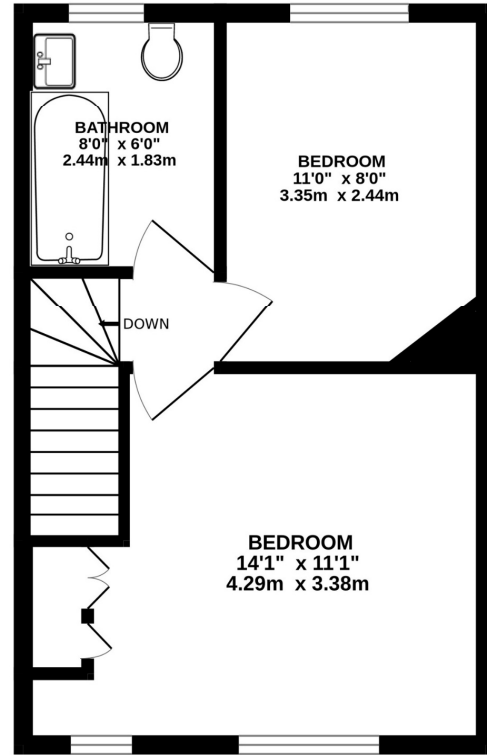 BATHROOM
8'0" x 6'0"
2.44m x 1.83m
BEDROOM
11'0" x 8'0"
3.35m x 2.44m
DOWN
BEDROOM
14'1" x 11'1"
4.29m x 3.38m